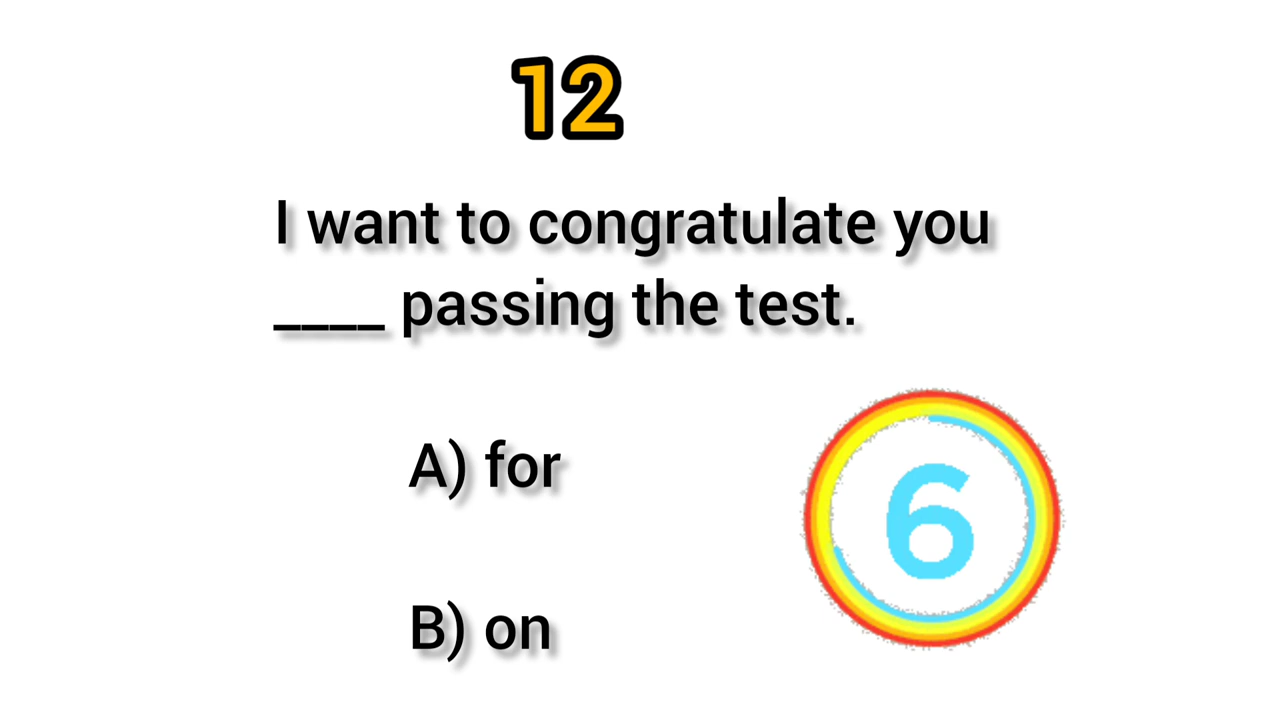 12
I want to congratulate you
____ passing the test.
A) for
6
B) on